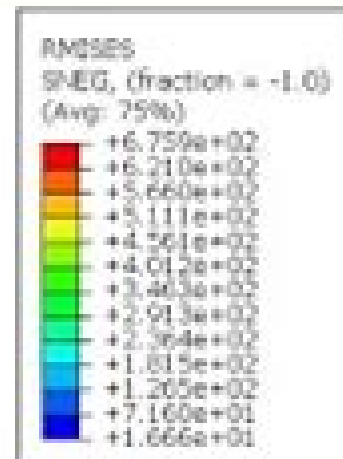 RMISES
SNEG, (fraction = -1.0)
(Avg: 75%)
+6.759e+02
+6.210e+02
+5.660e+02
+5.111e+02
+4.561e+02
+4.012e+02
+3.463e+02
+2.913e+02
+2.364e+02
+1.815e+02
+1.265e+02
+7.160e+01
+1.666e+01